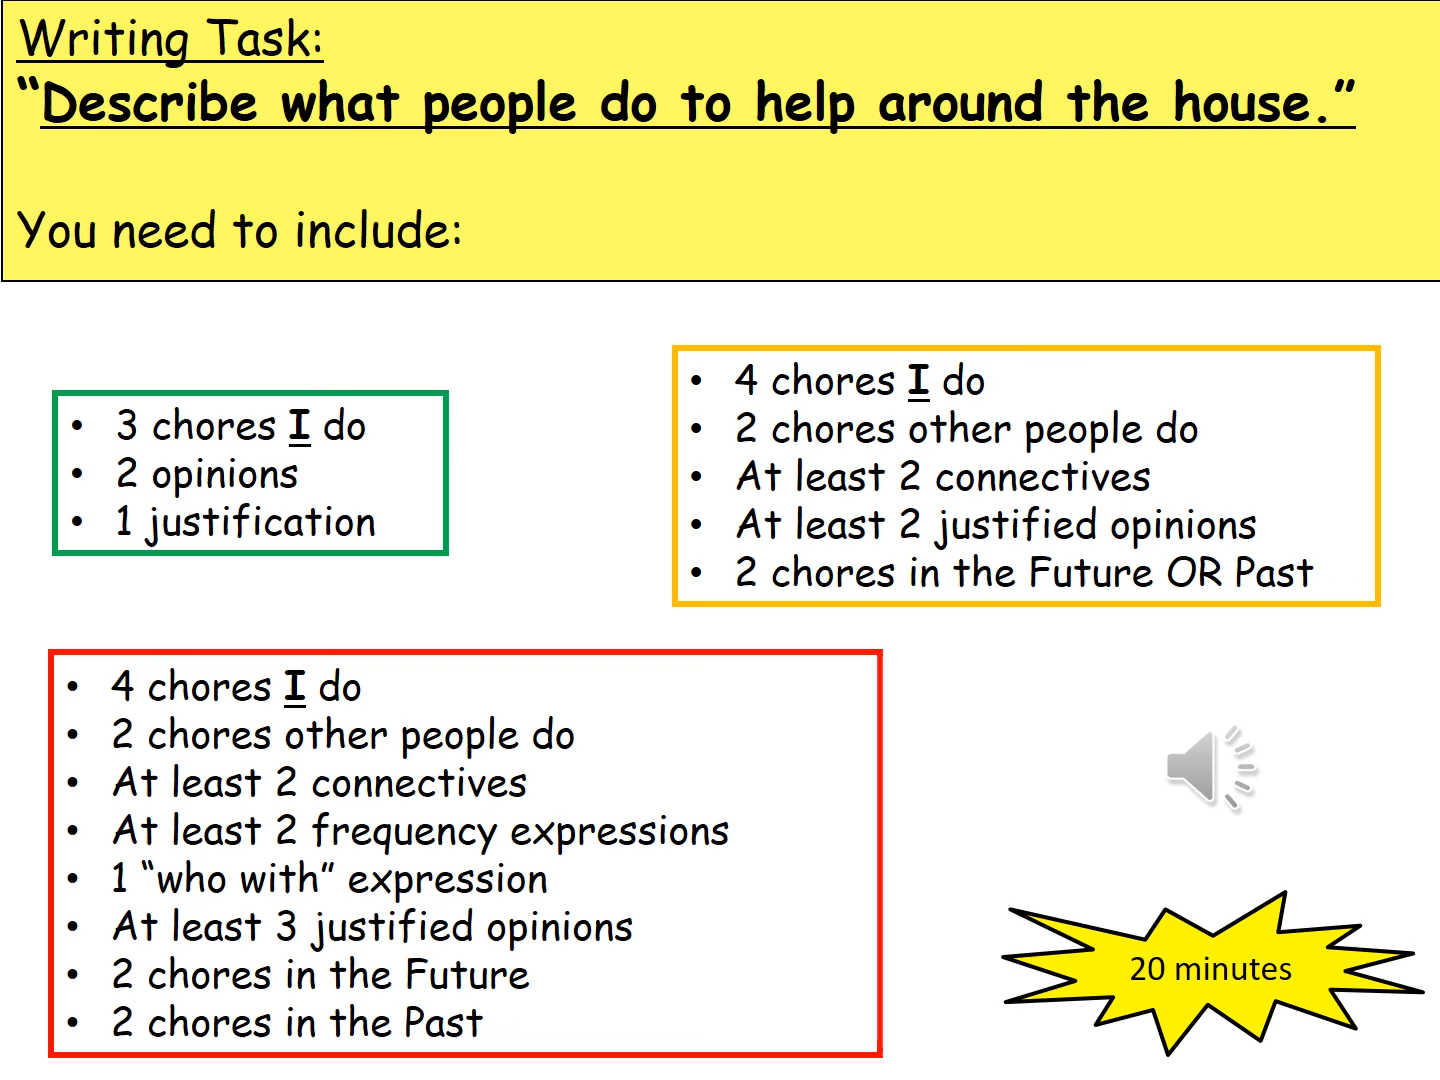 Writing Task:
“Describe what people do to help around the house.”
You need to include:
• 3 chores I do
• 2 opinions
• 1 justification
• 4 chores I do
• 2 chores other people do
• At least 2 connectives
• At least 2 justified opinions
• 2 chores in the Future OR Past
• 4 chores I do
• 2 chores other people do
• At least 2 connectives
• At least 2 frequency expressions
• 1 “who with” expression
• At least 3 justified opinions
• 2 chores in the Future
• 2 chores in the Past
20 minutes